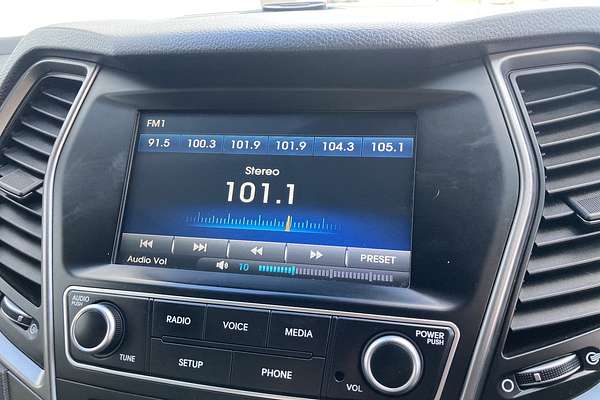 FM1
91.5 100.3 101.9 101.9 104.3 105.1
Stereo
101.1
PRESET
Audio Vol 10
AUDIO PUSH
TUNE
RADIO VOICE MEDIA
SETUP PHONE
POWER PUSH
VOL